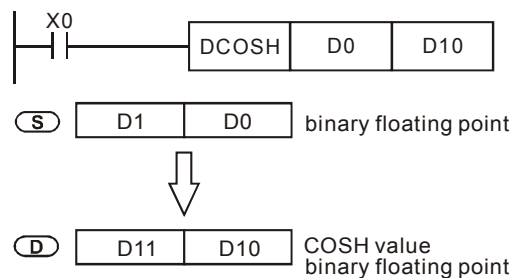 X0
DCOSH D0 D10
S D1 D0 binary floating point
D D11 D10 COSH value
binary floating point